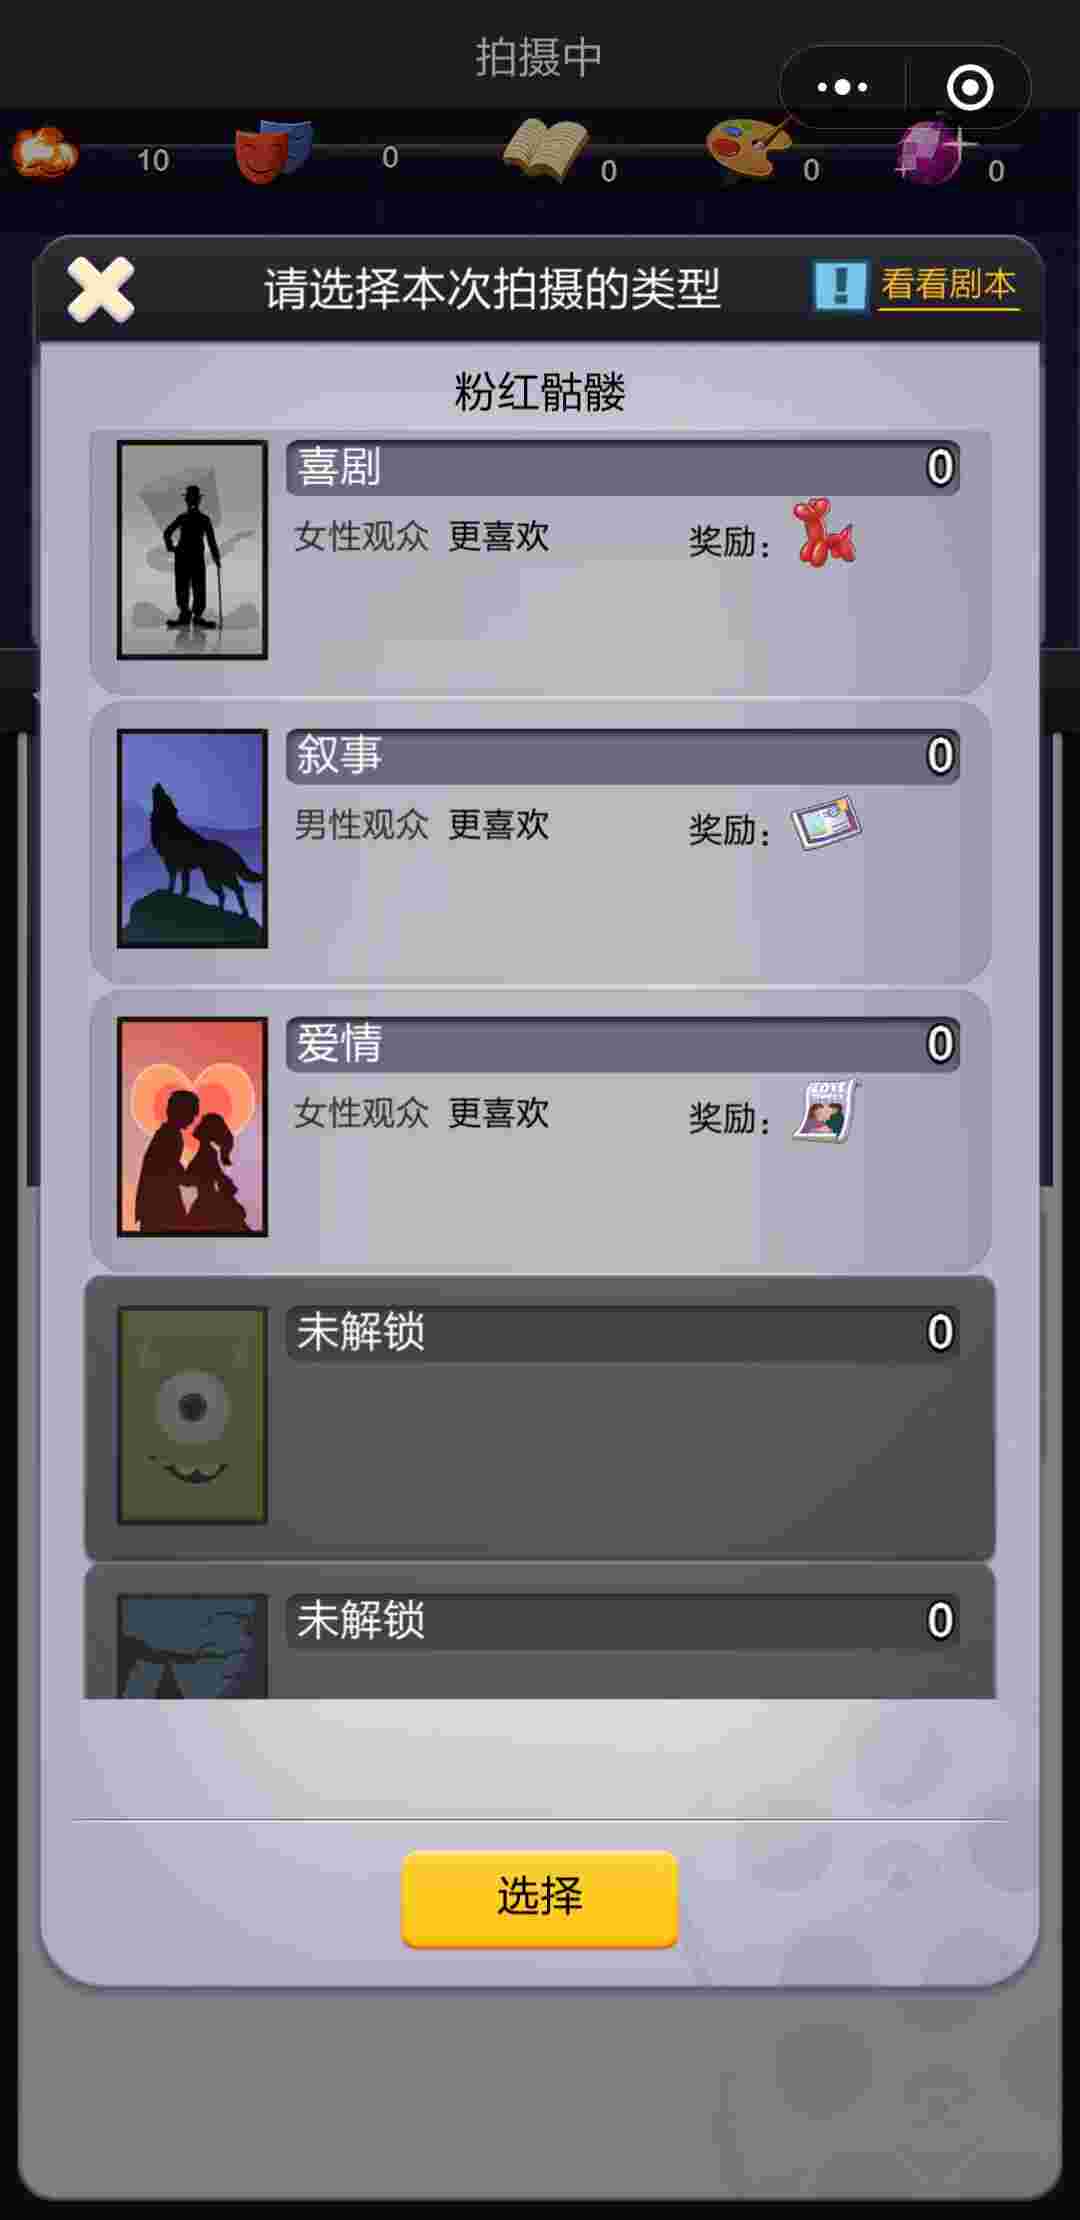 拍摄中
10 0 0 0 0
请选择本次拍摄的类型 看看剧本
粉红骷髅
喜剧 0
女性观众 更喜欢 奖励：
叙事 0
男性观众 更喜欢 奖励：
爱情 0
女性观众 更喜欢 奖励：
未解锁 0
未解锁 0
选择